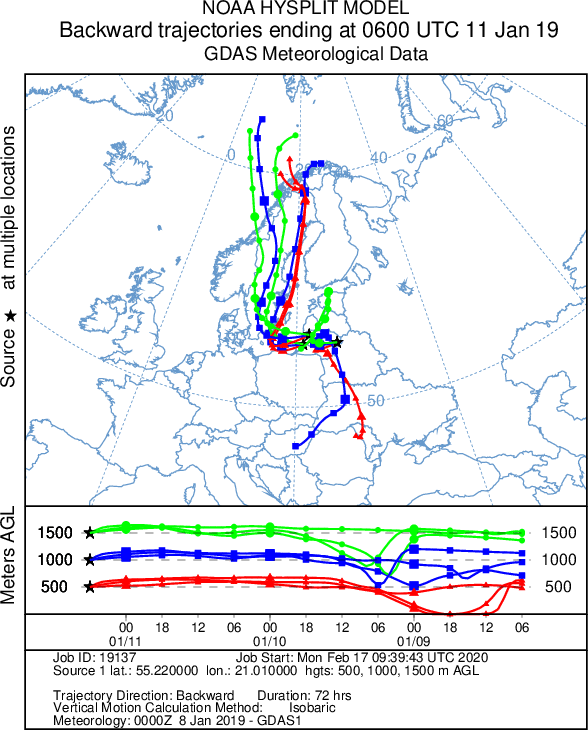 NOAA HYSPLIT MODEL
Backward trajectories ending at 0600 UTC 11 Jan 19
GDAS Meteorological Data
Source ★ at multiple locations
20
0
20
40
60
50
Meters AGL
1500 1500
1000 1000
500 500
00 18 12 06 00 18 12 06 00 18 12 06
01/11 01/10 01/09
Job ID: 19137 Job Start: Mon Feb 17 09:39:43 UTC 2020
Source 1 lat.: 55.220000 lon.: 21.010000 hgts: 500, 1000, 1500 m AGL
Trajectory Direction: Backward Duration: 72 hrs
Vertical Motion Calculation Method: Isobaric
Meteorology: 0000Z 8 Jan 2019 - GDAS1